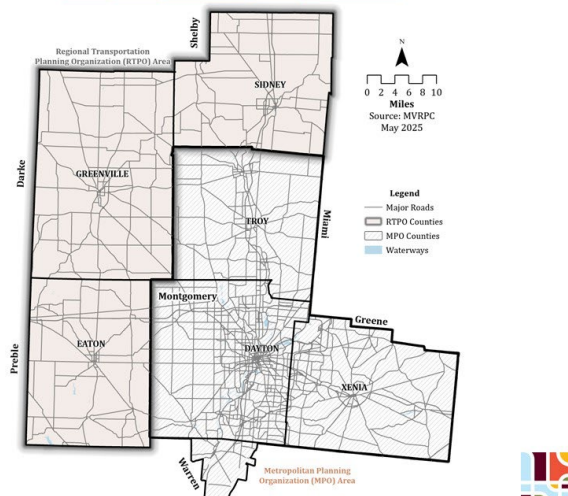 Regional Transportation
Planning Organization (RTPO) Area
Shelby
SIDNEY
N
0 2 4 6 8 10
Miles
Source: MVRPC
May 2025
Darke
GREENVILLE
TROY
Miami
Legend
Major Roads
RTPO Counties
MPO Counties
Waterways
Montgomery
Greene
Preble
EATON
DAYTON
XENIA
Warren
Metropolitan Planning
Organization (MPO) Area